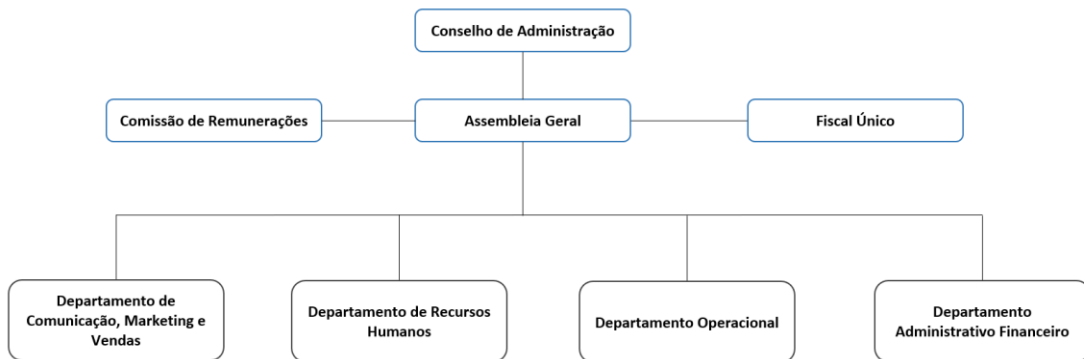 Conselho de Administração
Comissão de Remunerações
Assembleia Geral
Fiscal Único
Departamento de
Comunicação, Marketing e
Vendas
Departamento de Recursos
Humanos
Departamento Operacional
Departamento
Administrativo Financeiro